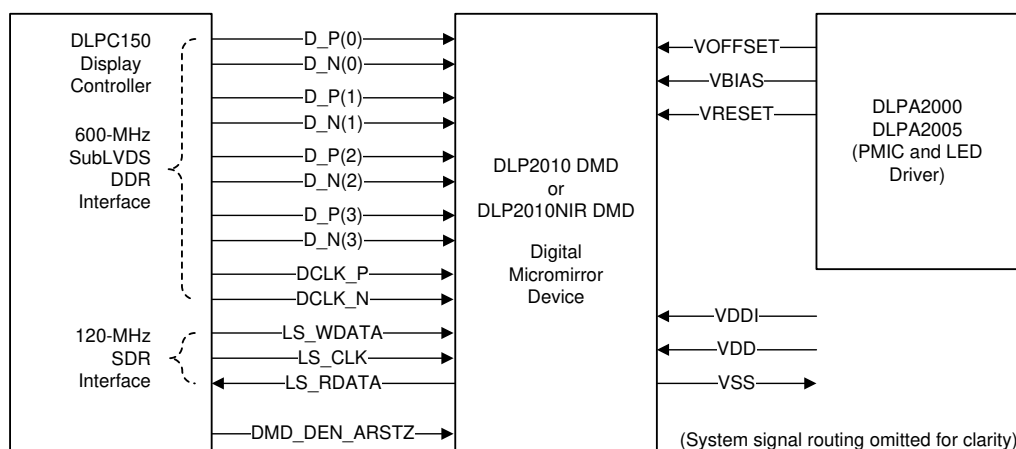 DLPC150
Display
Controller
600-MHz
SubLVDS
DDR
Interface
120-MHz
SDR
Interface
D_P(0)
D_N(0)
D_P(1)
D_N(1)
D_P(2)
D_N(2)
D_P(3)
D_N(3)
DCLK_P
DCLK_N
LS_WDATA
LS_CLK
LS_RDATA
DMD_DEN_ARSTZ
DLP2010 DMD
or
DLP2010NIR DMD
Digital
Micromirror
Device
VOFFSET
VBIAS
VRESET
VDDI
VDD
VSS
DLPA2000
DLPA2005
(PMIC and LED
Driver)
(System signal routing omitted for clarity)